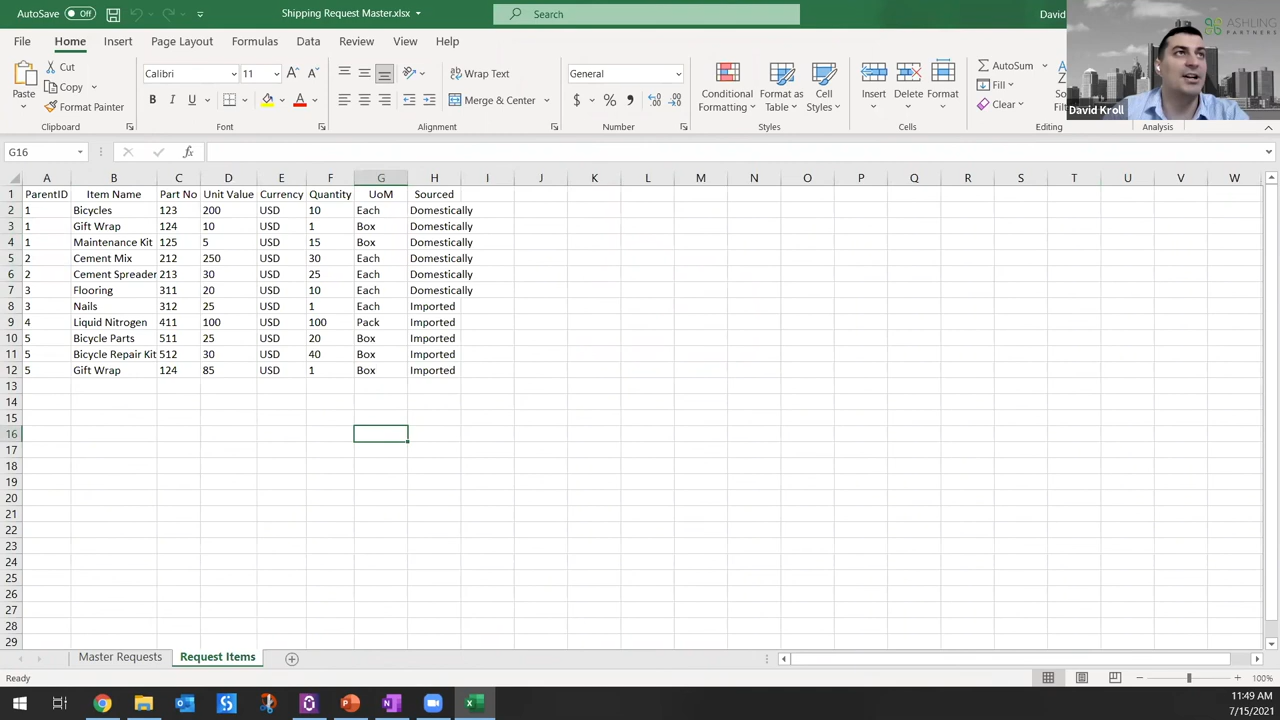 AutoSave Off Shipping Request Master.xlsx Search David
ASHLING PARTNERS
David Kroll
File Home Insert Page Layout Formulas Data Review View Help
Paste Cut Copy Format Painter Clipboard
Calibri 11 B I U A Font
Wrap Text Merge & Center Alignment
General $ % Number
Conditional Formatting Format as Table Cell Styles Styles
Insert Delete Format Cells
AutoSum Fill Clear Editing
Analysis
G16 fx
A B C D E F G H I J K L M N O P Q R S T U V W
1 ParentID Item Name Part No Unit Value Currency Quantity UoM Sourced
2 1 Bicycles 123 200 USD 10 Each Domestically
3 1 Gift Wrap 124 10 USD 1 Box Domestically
4 1 Maintenance Kit 125 5 USD 15 Box Domestically
5 2 Cement Mix 212 250 USD 30 Each Domestically
6 2 Cement Spreader 213 30 USD 25 Each Domestically
7 3 Flooring 311 20 USD 10 Each Domestically
8 3 Nails 312 25 USD 1 Each Imported
9 4 Liquid Nitrogen 411 100 USD 100 Pack Imported
10 5 Bicycle Parts 511 25 USD 20 Box Imported
11 5 Bicycle Repair Kit 512 30 USD 40 Box Imported
12 5 Gift Wrap 124 85 USD 1 Box Imported
13
14
15
16
17
18
19
20
21
22
23
24
25
26
27
28
29
Master Requests Request Items
Ready 100%
11:49 AM
7/15/2021